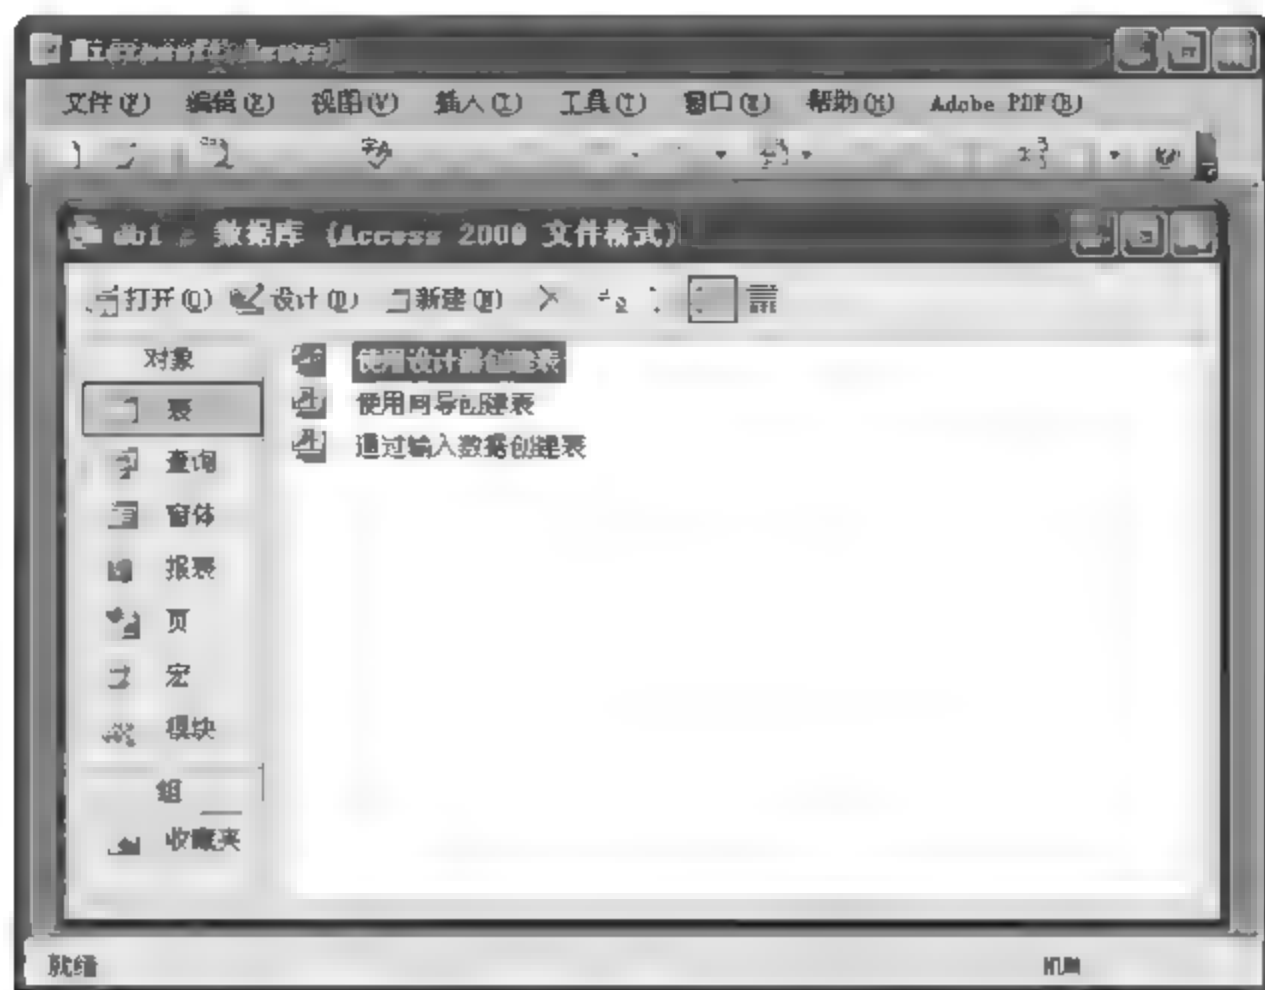 Microsoft Access
文件(F) 编辑(E) 视图(V) 插入(I) 工具(T) 窗口(W) 帮助(H) Adobe PDF(B)
db1 : 数据库 (Access 2000 文件格式)
打开(O) 设计(D) 新建(N)
对象
表
查询
窗体
报表
页
宏
模块
组
收藏夹
使用设计器创建表
使用向导创建表
通过输入数据创建表
就绪